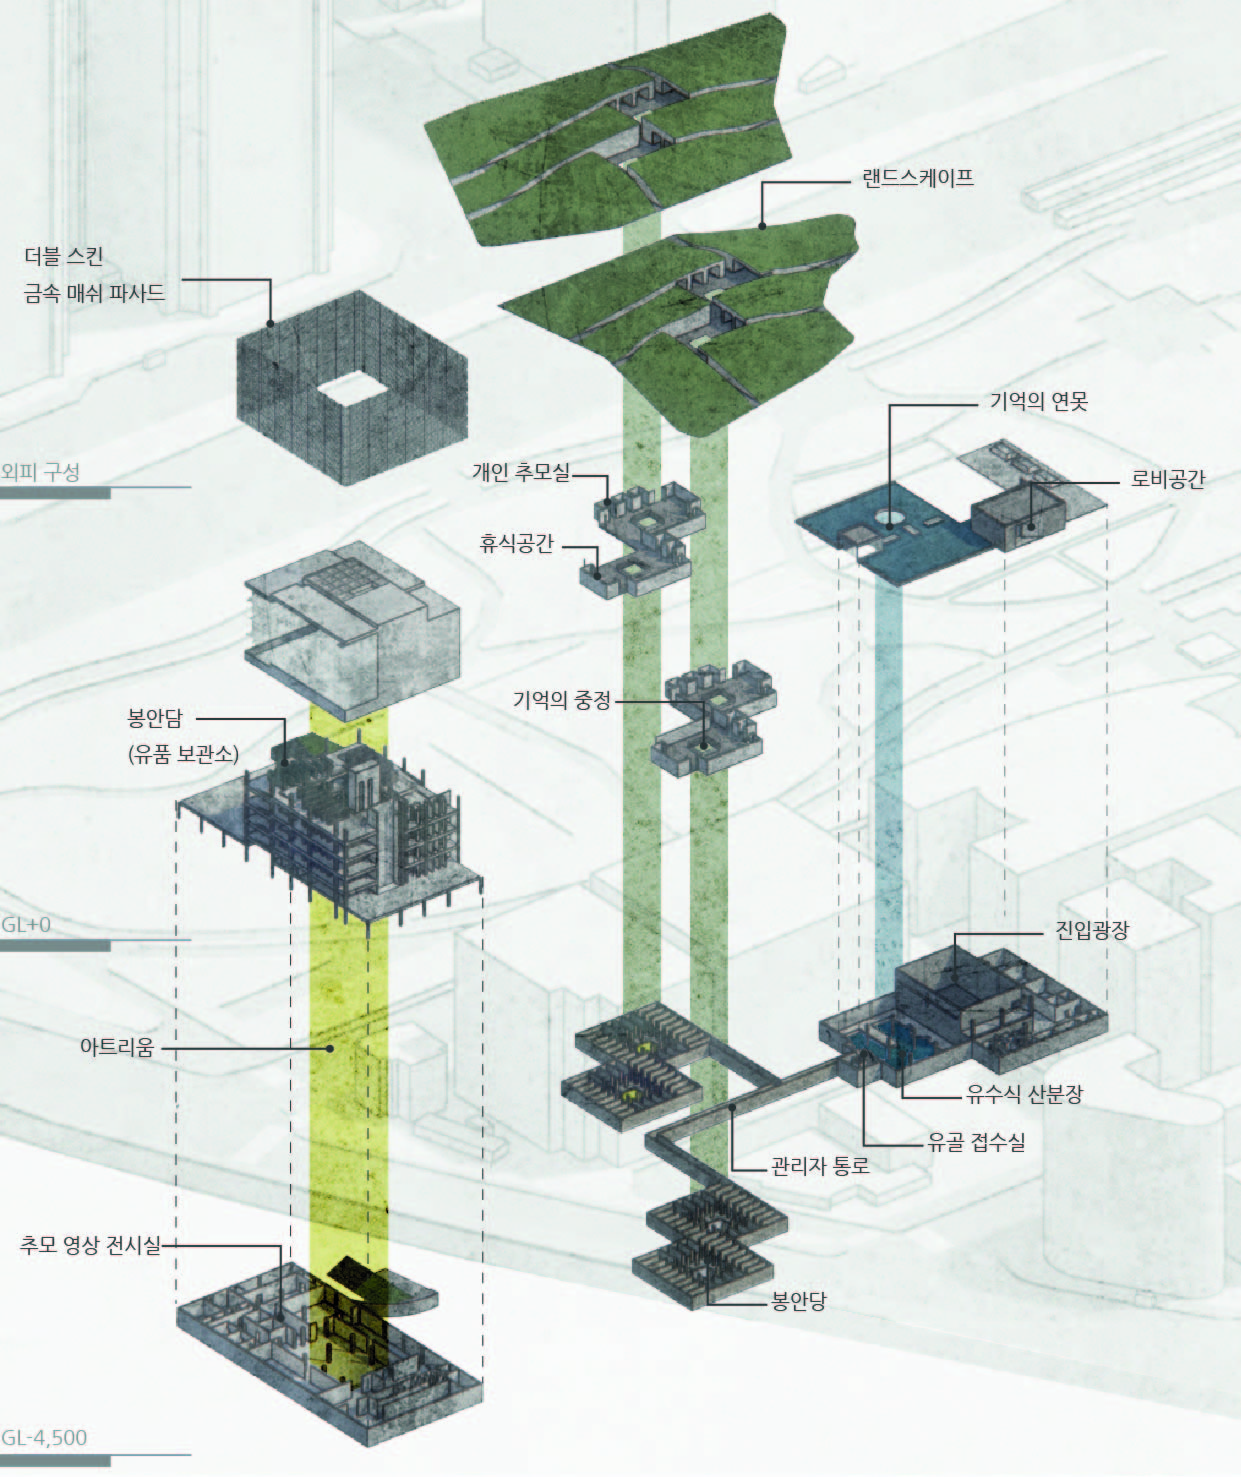 랜드스케이프
더블 스킨
금속 매쉬 파사드
기억의 연못
외피 구성
개인 추모실
로비공간
휴식공간
기억의 중정
봉안담
(유품 보관소)
GL+0
진입광장
아트리움
유수식 산분장
유골 접수실
관리자 통로
추모 영상 전시실
봉안당
GL-4,500